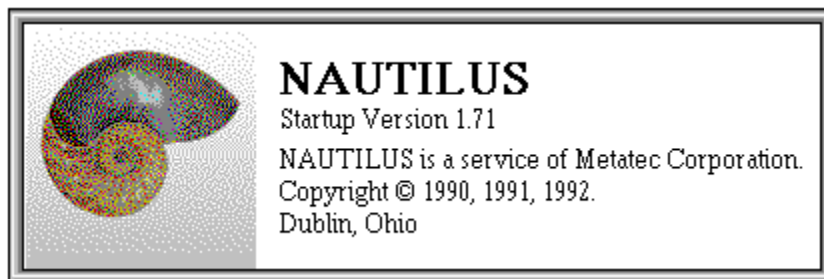 NAUTILUS
Startup Version 1.71
NAUTILUS is a service of Metatec Corporation.
Copyright © 1990, 1991, 1992.
Dublin, Ohio